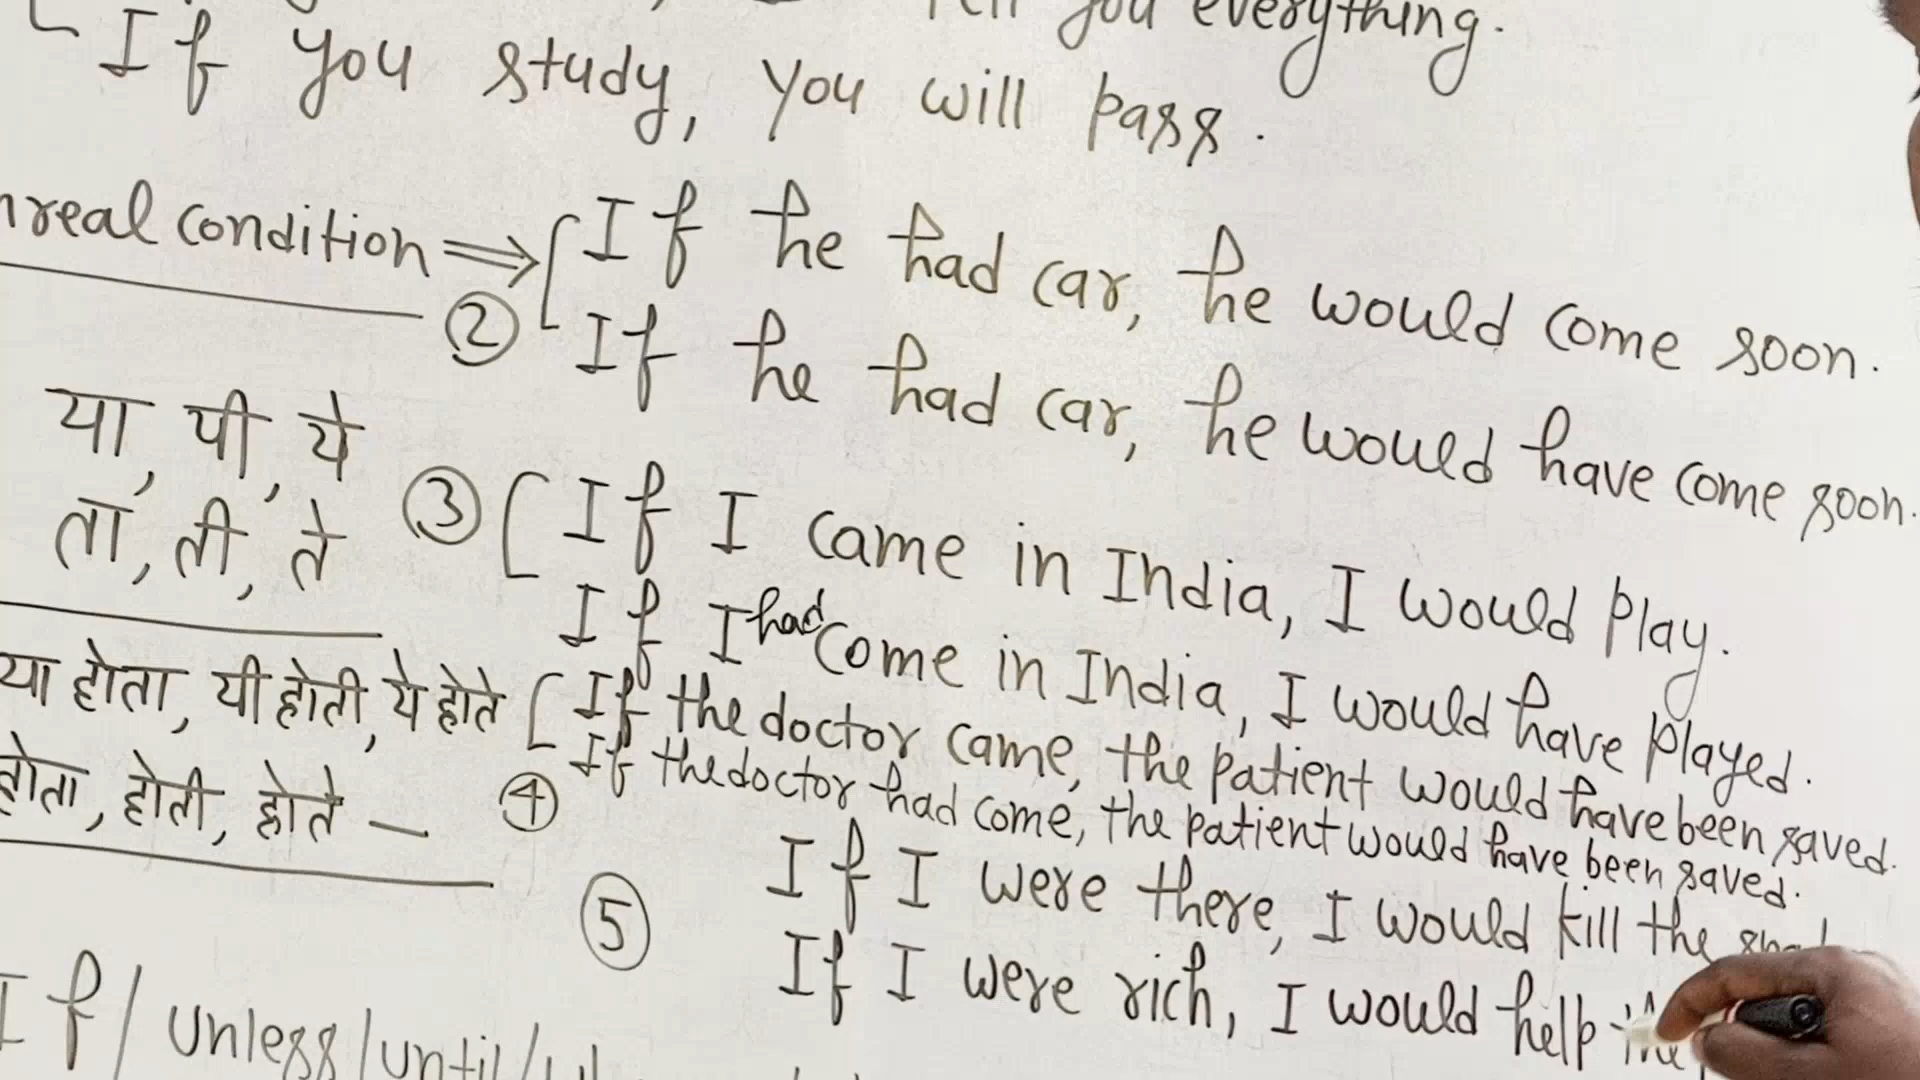 Tell you everything.
If you study, you will pass.
nreal condition ⇒ If he had car, he would come soon.
② If he had car, he would have come soon.
या, यी, ये
ता, ती, ते
③ If I came in India, I would play.
If I had come in India, I would have played.
या होता, यी होती, ये होते
होता, होती, होते —
④ If the doctor came, the patient would have been saved.
If the doctor had come, the patient would have been saved.
⑤ If I were there, I would kill the
If I were rich, I would help the
If/unless/until/